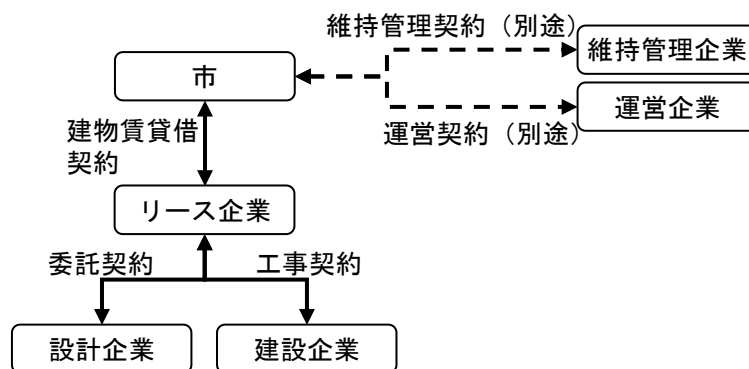 維持管理契約（別途）
維持管理企業
市
運営企業
運営契約（別途）
建物賃貸借
契約
リース企業
委託契約
工事契約
設計企業
建設企業